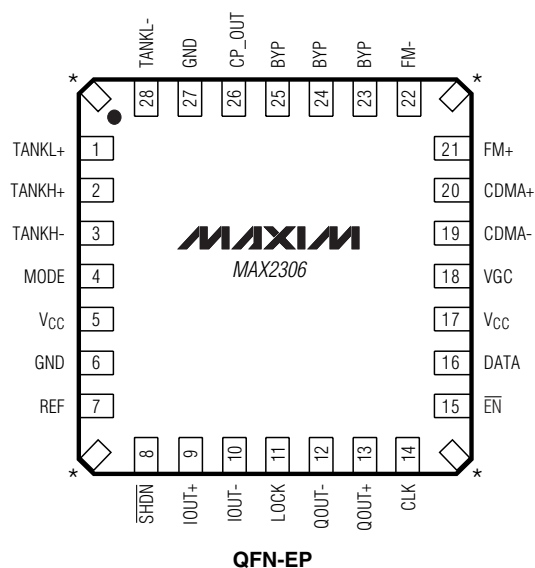 TANKL-
GND
CP_OUT
BYP
BYP
BYP
FM-
* *
28 27 26 25 24 23 22
TANKL+ 1
TANKH+ 2
TANKH- 3
MODE 4
VCC 5
GND 6
REF 7
21 FM+
20 CDMA+
19 CDMA-
18 VGC
17 VCC
16 DATA
15 EN
MAXIM
MAX2306
8 9 10 11 12 13 14
* *
SHDN
IOUT+
IOUT-
LOCK
QOUT-
QOUT+
CLK
QFN-EP